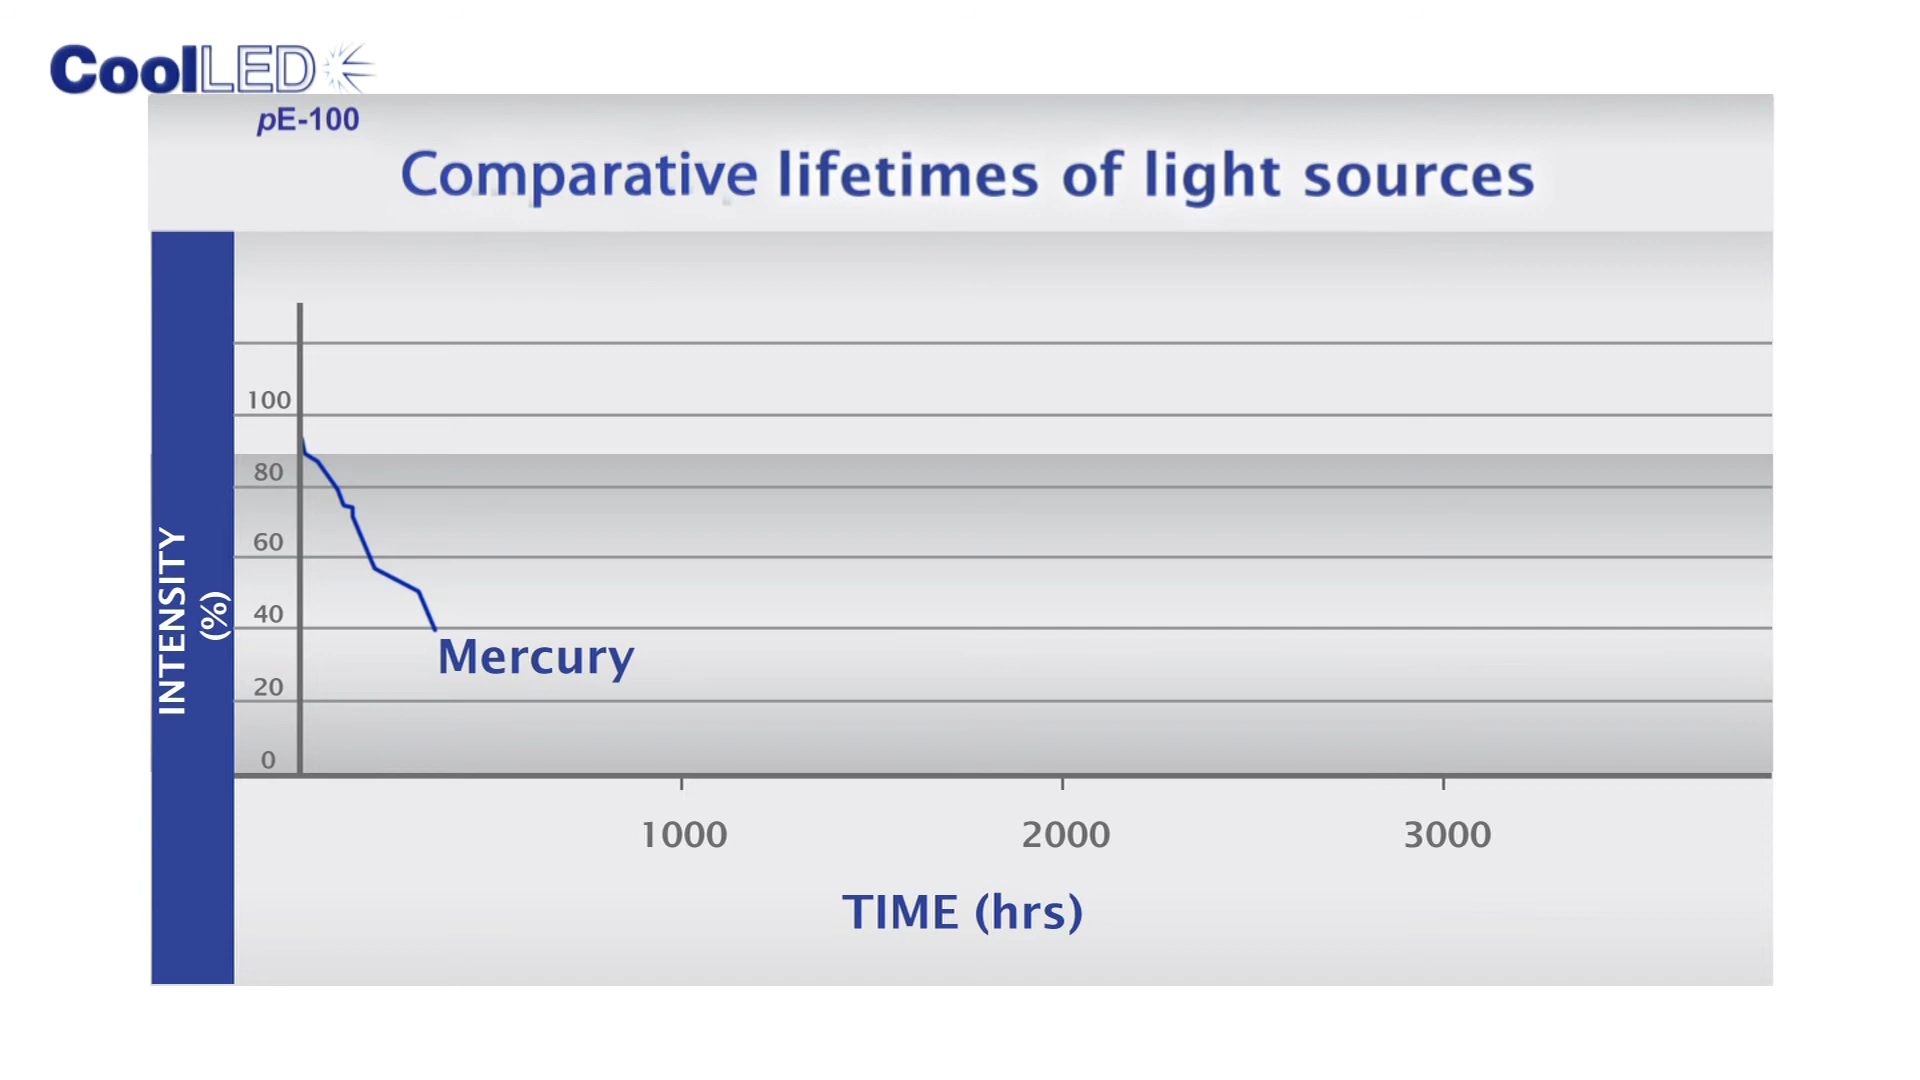 CoolLED
pE-100
Comparative lifetimes of light sources
INTENSITY
(%)
100
80
60
40
20
0
Mercury
1000
2000
3000
TIME (hrs)